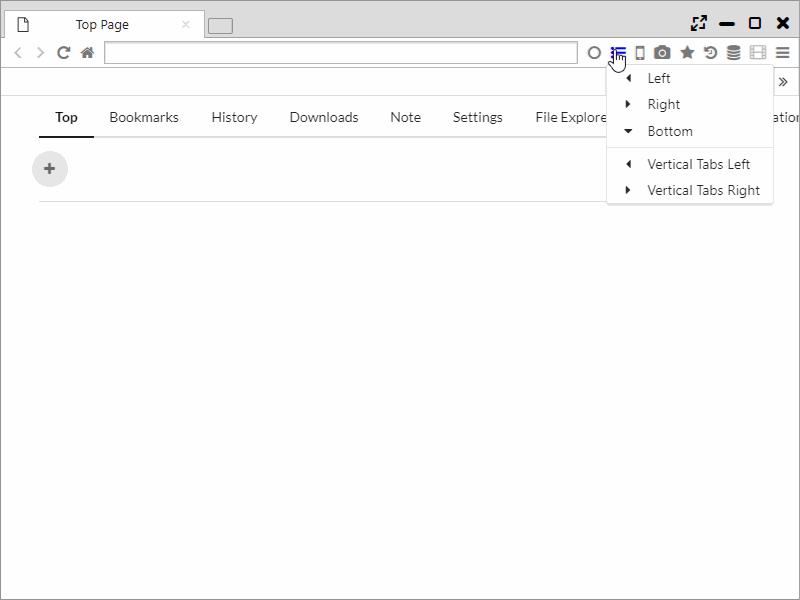 Top Page
Left
Right
Bottom
Vertical Tabs Left
Vertical Tabs Right
Top Bookmarks History Downloads Note Settings File Explore